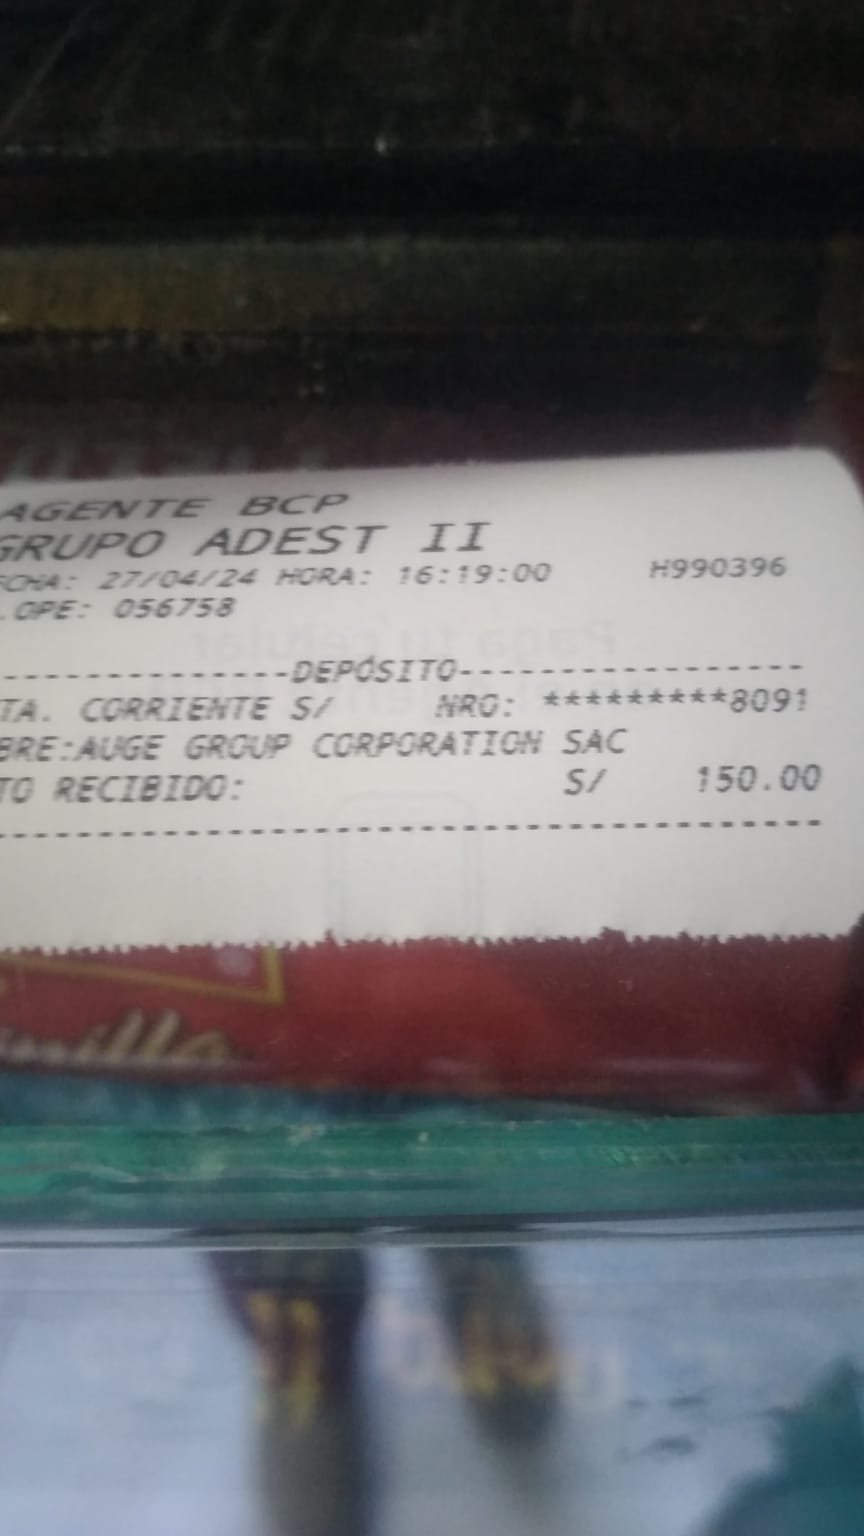 AGENTE BCP
GRUPO ADEST II
ECHA: 27/04/24 HORA: 16:19:00 H990396
.OPE: 056758
---------------DEPÓSITO------------------
TA. CORRIENTE S/ NRO: *********8091
BRE:AUGE GROUP CORPORATION SAC
TO RECIBIDO: S/ 150.00
-----------------------------------------